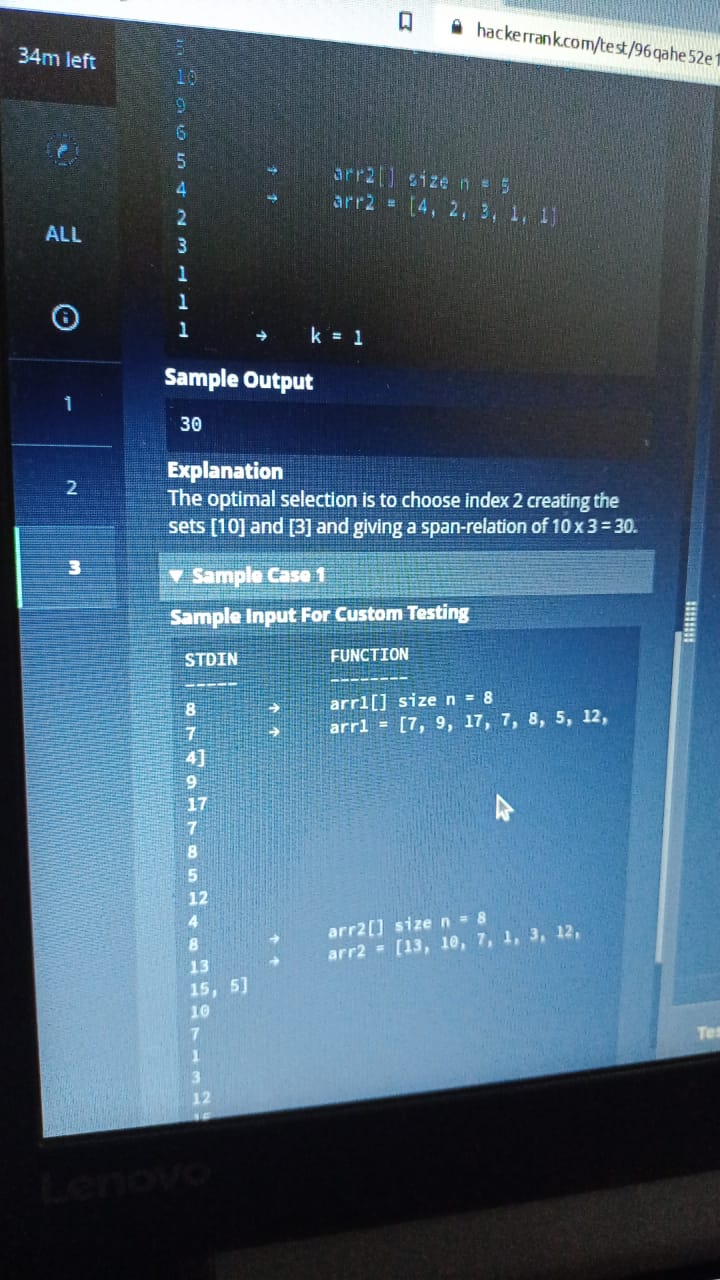 hackerrank.com/test/96qahe52e1
34m left
5
10
9
6
5 → arr2[] size n = 5
4 → arr2 = [4, 2, 3, 1, 1]
2
3
1
1
1 → k = 1
ALL
1
2
3
Sample Output
30
Explanation
The optimal selection is to choose index 2 creating the
sets [10] and [3] and giving a span-relation of 10 x 3 = 30.
▼ Sample Case 1
Sample Input For Custom Testing
STDIN FUNCTION
----- --------
8 → arr1[] size n = 8
7 → arr1 = [7, 9, 17, 7, 8, 5, 12,
4]
9
17
7
8
5
12
4
8 → arr2[] size n = 8
13 → arr2 = [13, 10, 7, 1, 3, 12,
15, 5]
10
7
1
3
12
15
Lenovo